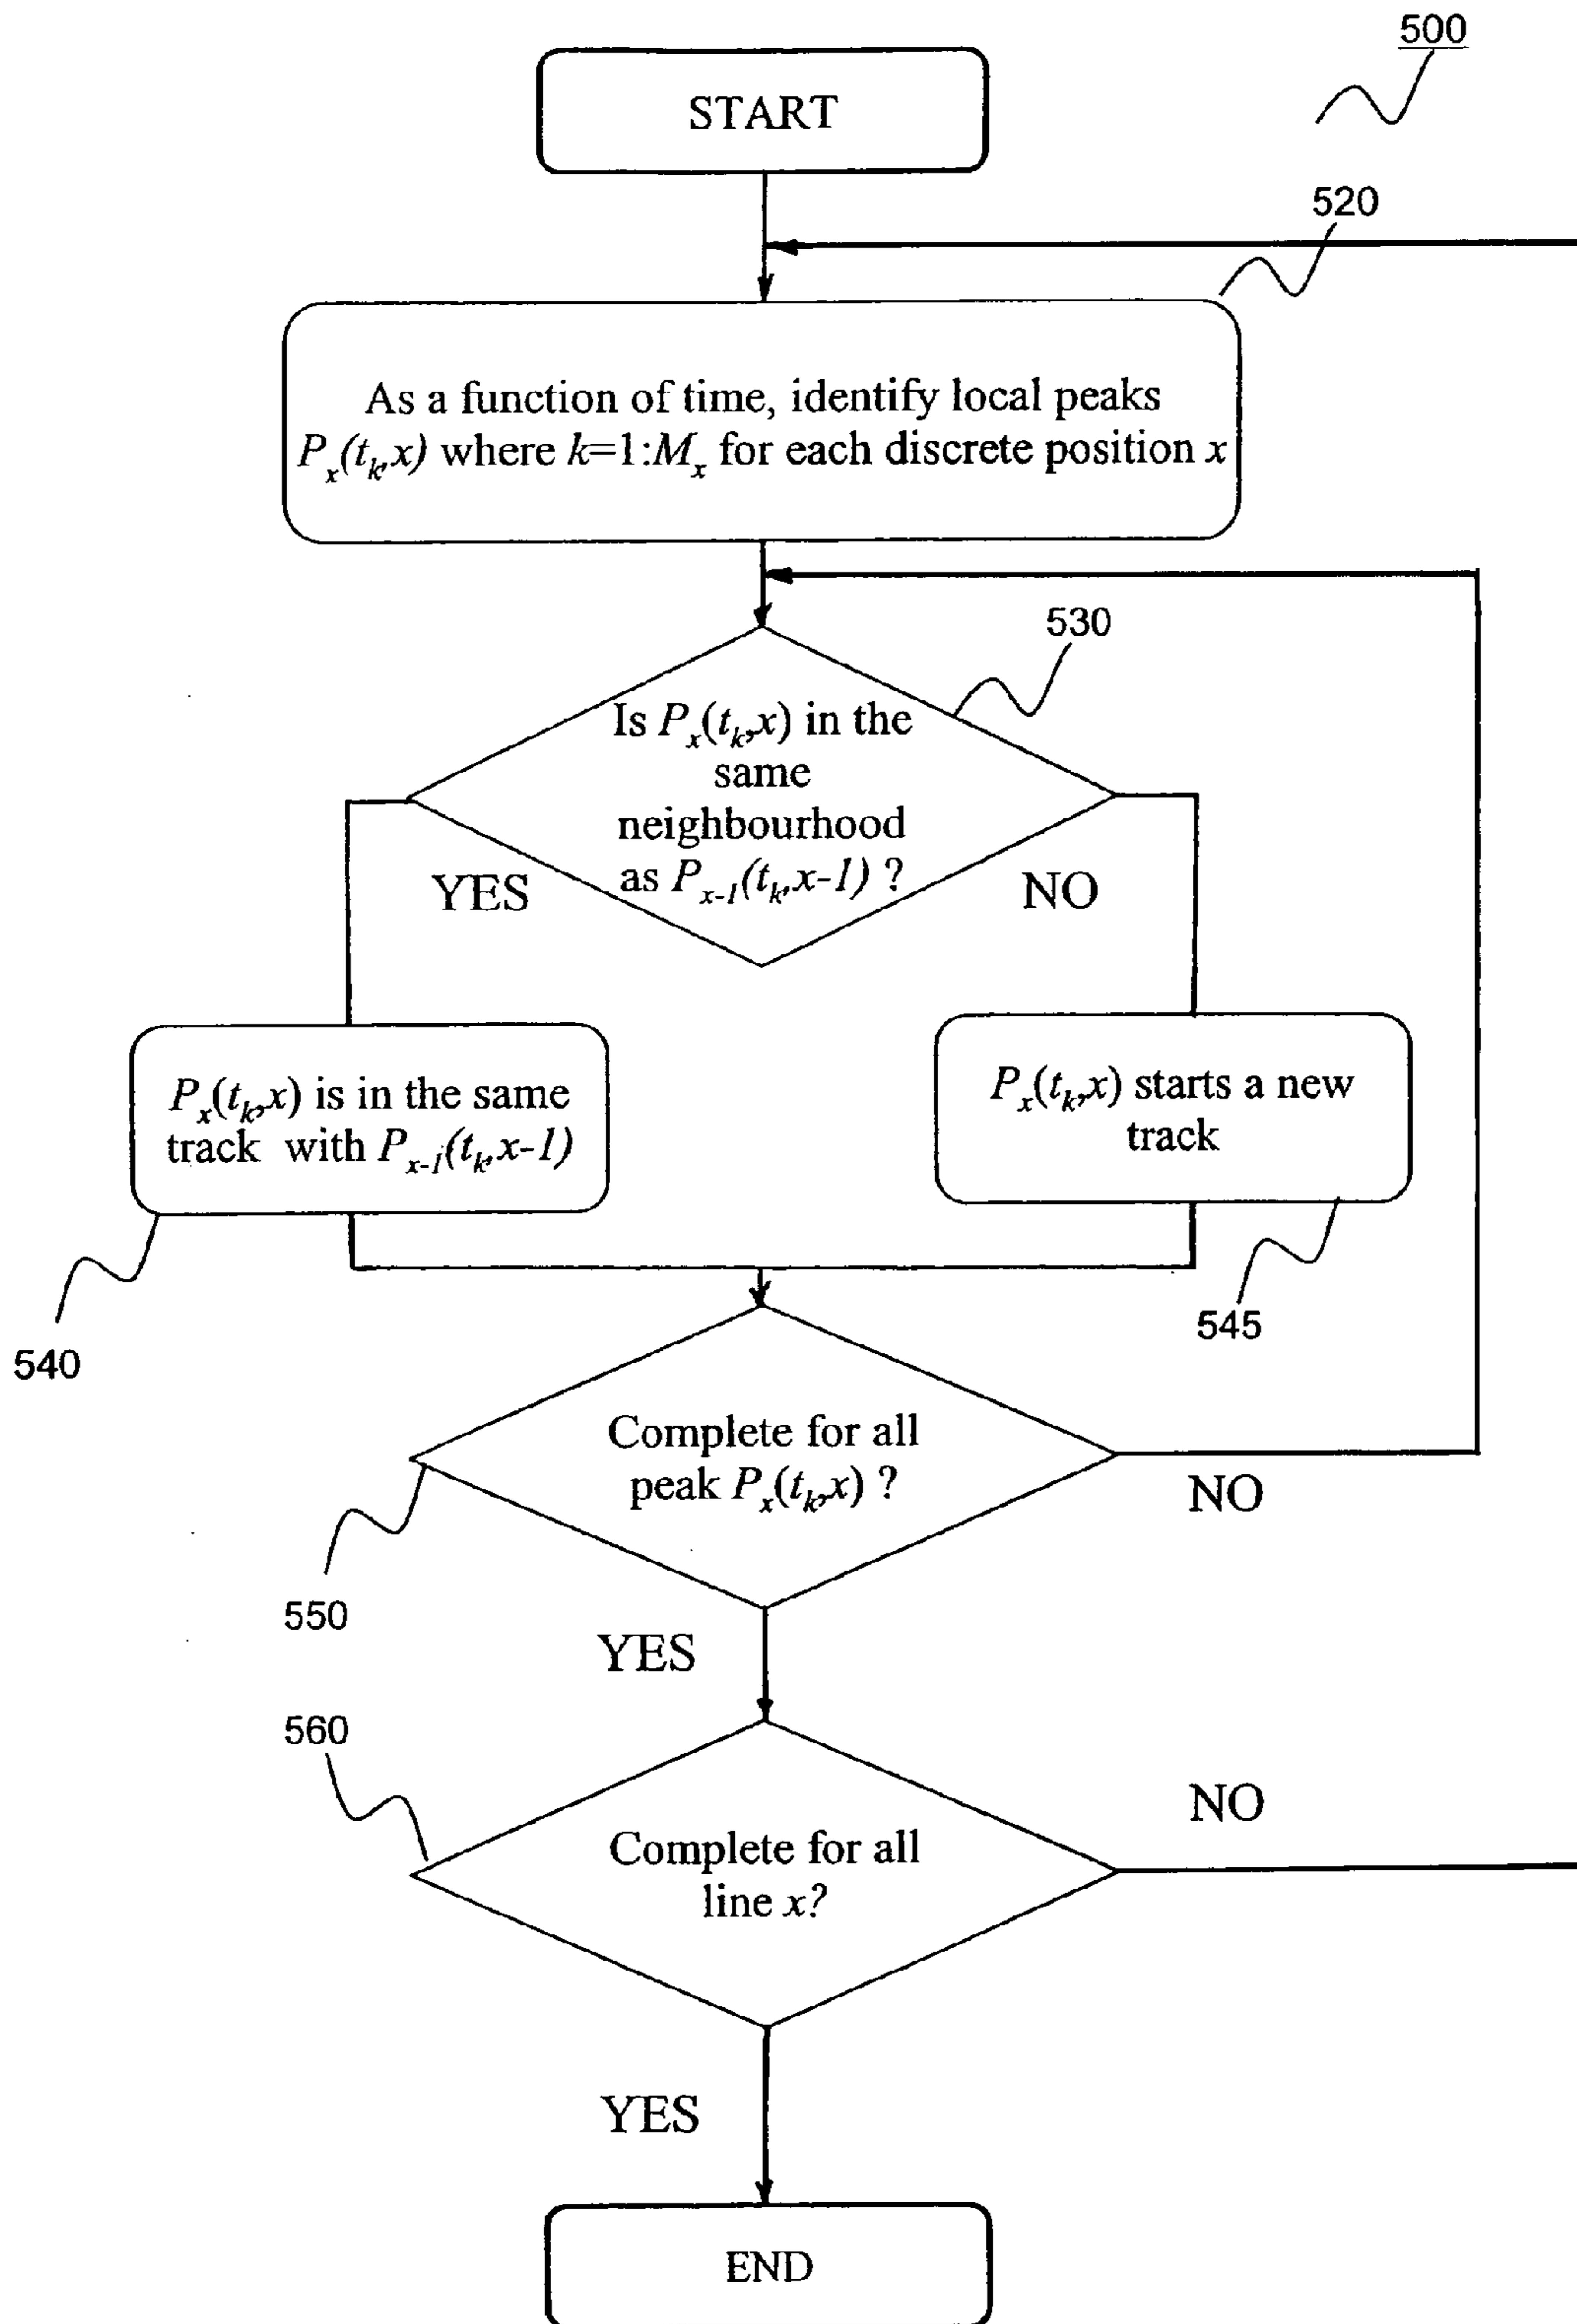 500
START
520
As a function of time, identify local peaks
Pₓ(tₖ,x) where k=1:Mₓ for each discrete position x
530
Is Pₓ(tₖ,x) in the
same
neighbourhood
as Pₓ₋₁(tₖ,x-1) ?
YES
NO
Pₓ(tₖ,x) is in the same
track with Pₓ₋₁(tₖ,x-1)
Pₓ(tₖ,x) starts a new
track
540
545
Complete for all
peak Pₓ(tₖ,x) ?
NO
550
YES
560
NO
Complete for all
line x?
YES
END